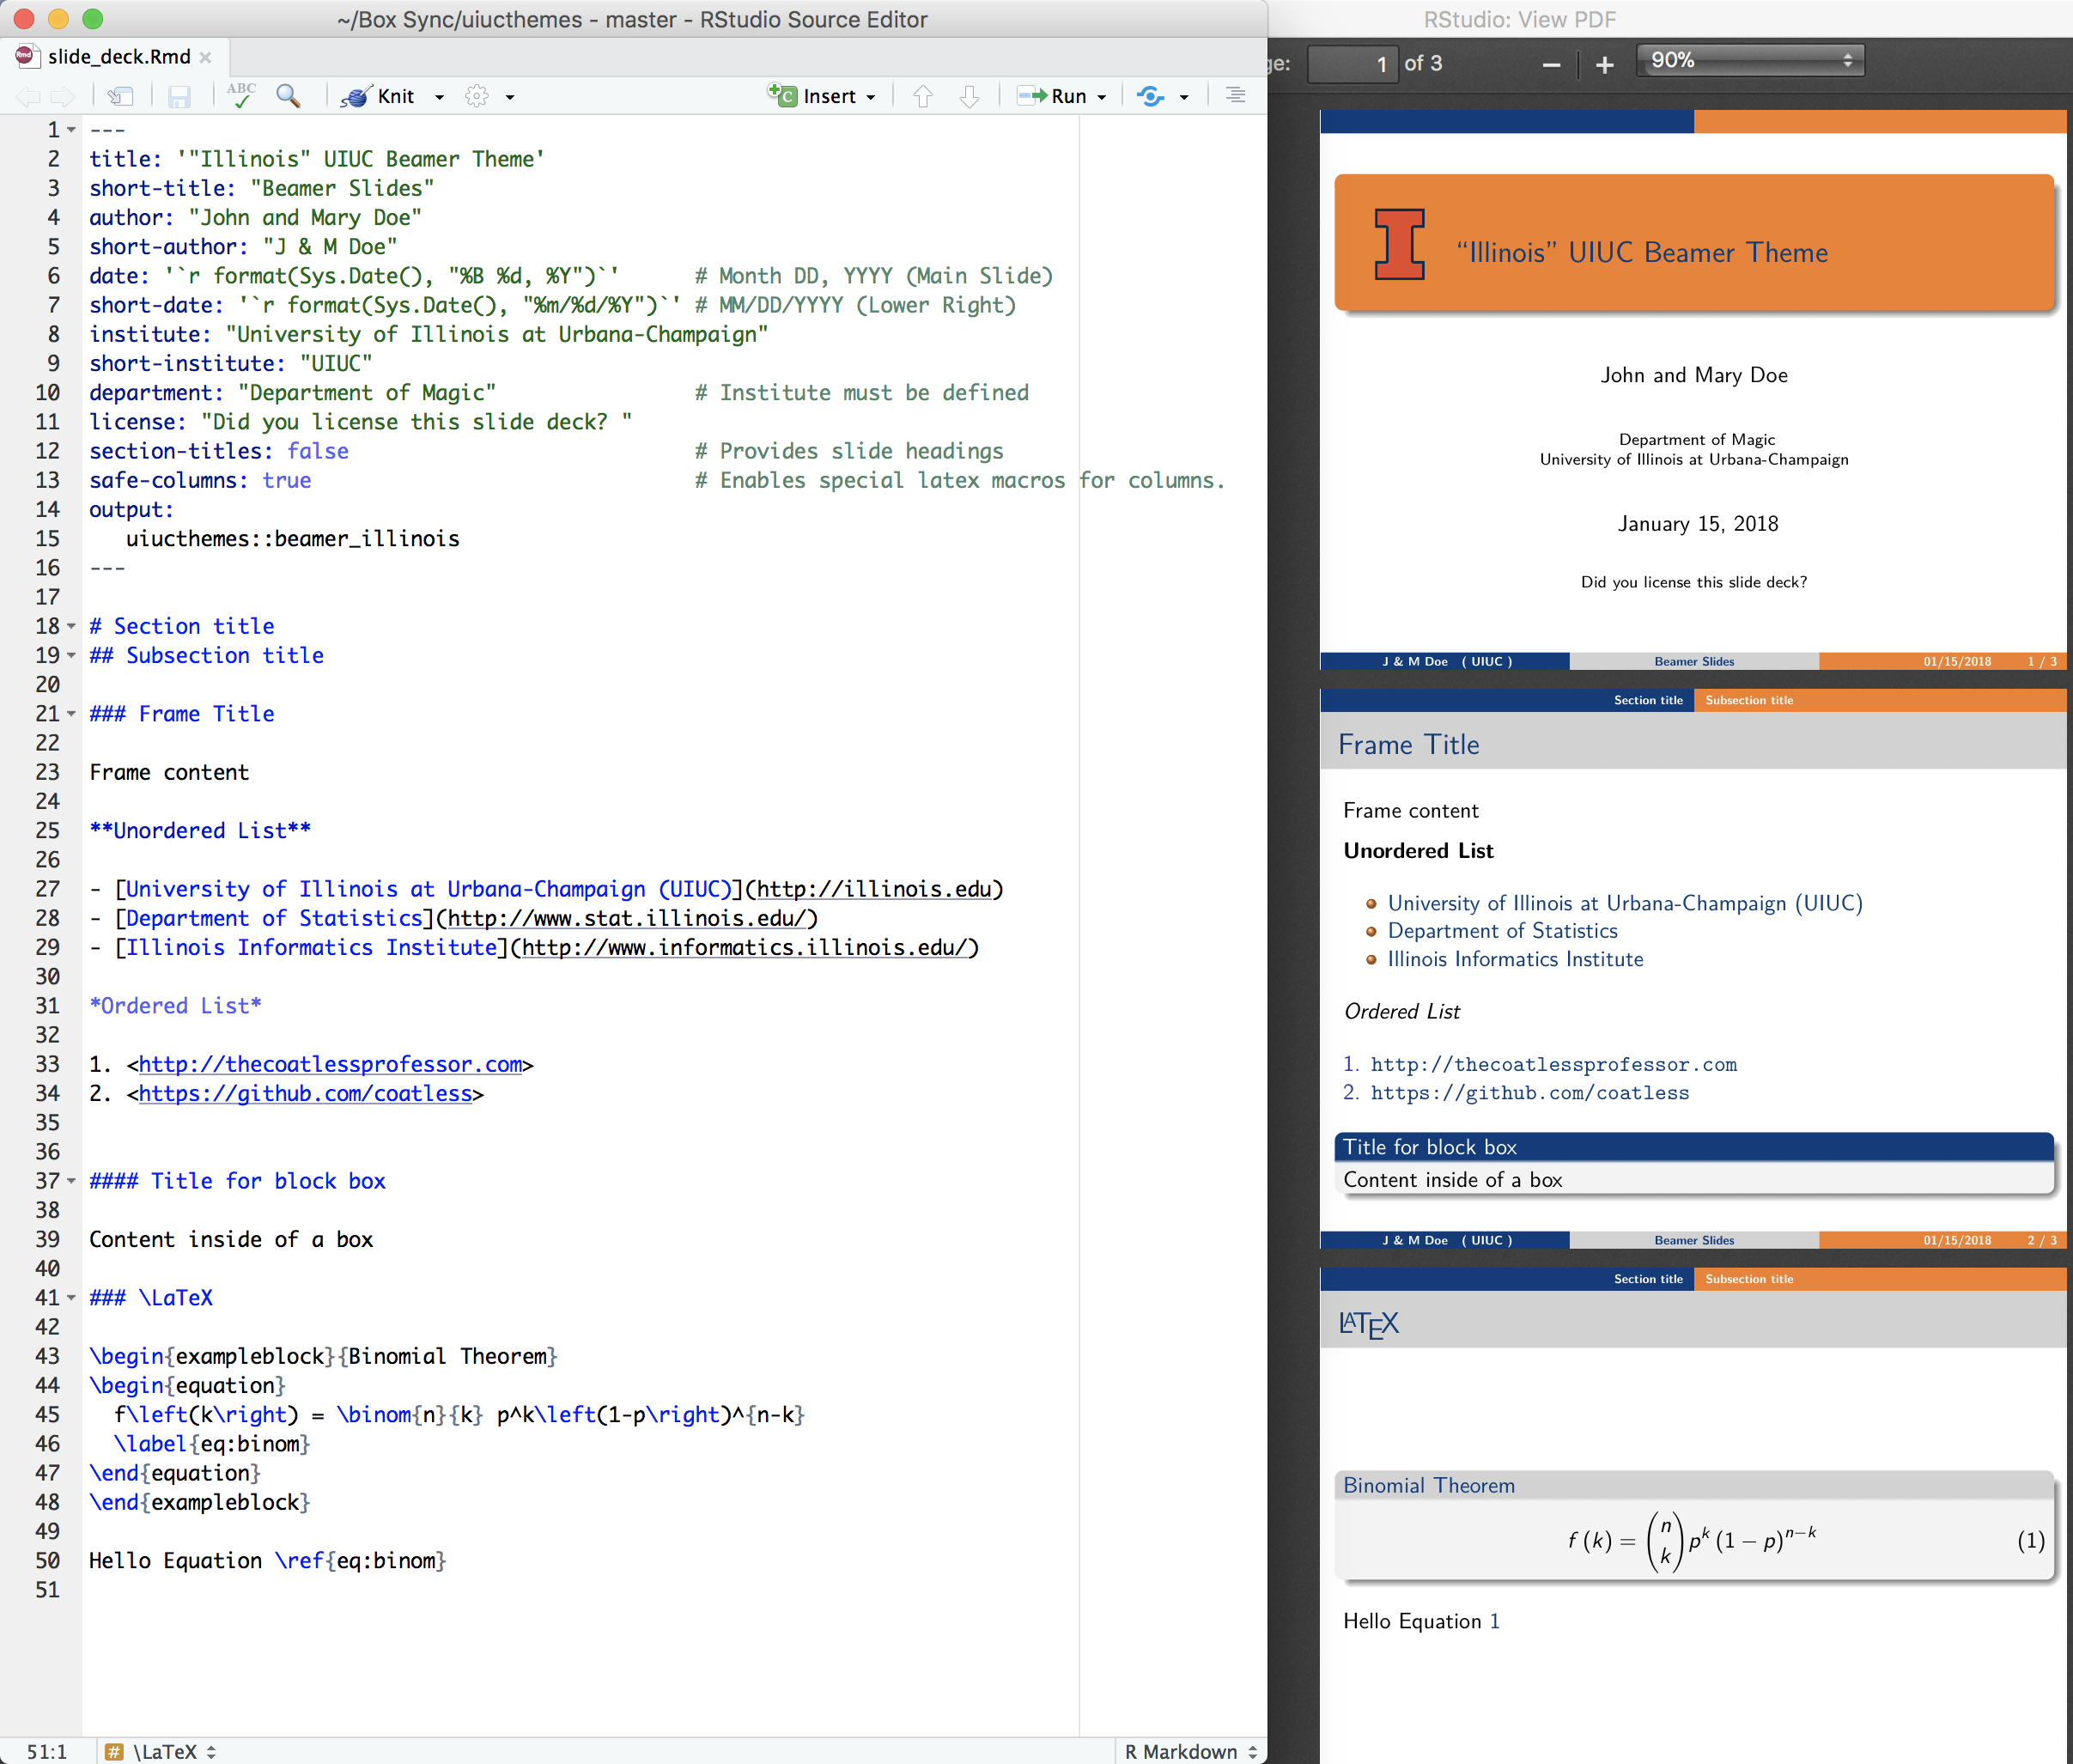 ~/Box Sync/uiucthemes - master - RStudio Source Editor
slide_deck.Rmd
ABC
Knit
Insert
Run
1 ---
2 title: '"Illinois" UIUC Beamer Theme'
3 short-title: "Beamer Slides"
4 author: "John and Mary Doe"
5 short-author: "J & M Doe"
6 date: '`r format(Sys.Date(), "%B %d, %Y")`' # Month DD, YYYY (Main Slide)
7 short-date: '`r format(Sys.Date(), "%m/%d/%Y")`' # MM/DD/YYYY (Lower Right)
8 institute: "University of Illinois at Urbana-Champaign"
9 short-institute: "UIUC"
10 department: "Department of Magic" # Institute must be defined
11 license: "Did you license this slide deck? "
12 section-titles: false # Provides slide headings
13 safe-columns: true # Enables special latex macros for columns.
14 output:
15 uiucthemes::beamer_illinois
16 ---
17
18 # Section title
19 ## Subsection title
20
21 ### Frame Title
22
23 Frame content
24
25 **Unordered List**
26
27 - [University of Illinois at Urbana-Champaign (UIUC)](http://illinois.edu)
28 - [Department of Statistics](http://www.stat.illinois.edu/)
29 - [Illinois Informatics Institute](http://www.informatics.illinois.edu/)
30
31 *Ordered List*
32
33 1. <http://thecoatlessprofessor.com>
34 2. <https://github.com/coatless>
35
36
37 #### Title for block box
38
39 Content inside of a box
40
41 ### \LaTeX
42
43 \begin{exampleblock}{Binomial Theorem}
44 \begin{equation}
45 f\left(k\right) = \binom{n}{k} p^k\left(1-p\right)^{n-k}
46 \label{eq:binom}
47 \end{equation}
48 \end{exampleblock}
49
50 Hello Equation \ref{eq:binom}
51
51:1 # \LaTeX R Markdown
RStudio: View PDF
ge: 1 of 3 − + 90%
I
“Illinois” UIUC Beamer Theme
John and Mary Doe
Department of Magic
University of Illinois at Urbana-Champaign
January 15, 2018
Did you license this slide deck?
J & M Doe ( UIUC ) Beamer Slides 01/15/2018 1 / 3
Section title Subsection title
Frame Title
Frame content
Unordered List
University of Illinois at Urbana-Champaign (UIUC)
Department of Statistics
Illinois Informatics Institute
Ordered List
1. http://thecoatlessprofessor.com
2. https://github.com/coatless
Title for block box
Content inside of a box
J & M Doe ( UIUC ) Beamer Slides 01/15/2018 2 / 3
Section title Subsection title
LATEX
Binomial Theorem
f (k) = (n k) p^k (1 − p)^{n−k} (1)
Hello Equation 1